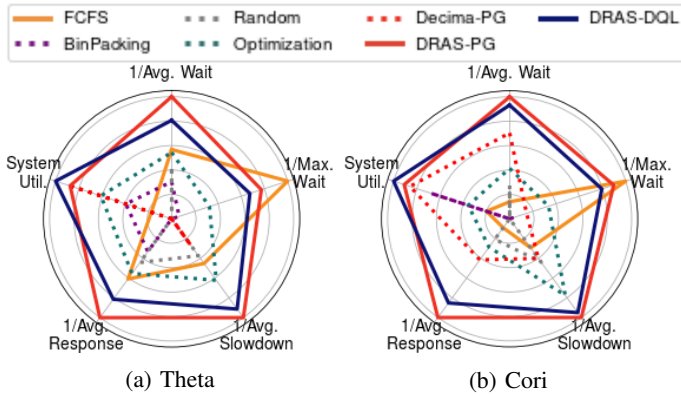 FCFS Random Decima-PG DRAS-DQL
BinPacking Optimization DRAS-PG
1/Avg. Wait 1/Avg. Wait
System 1/Max. System 1/Max.
Util. Wait Util. Wait
1/Avg. 1/Avg. 1/Avg. 1/Avg.
Response Slowdown Response Slowdown
(a) Theta (b) Cori